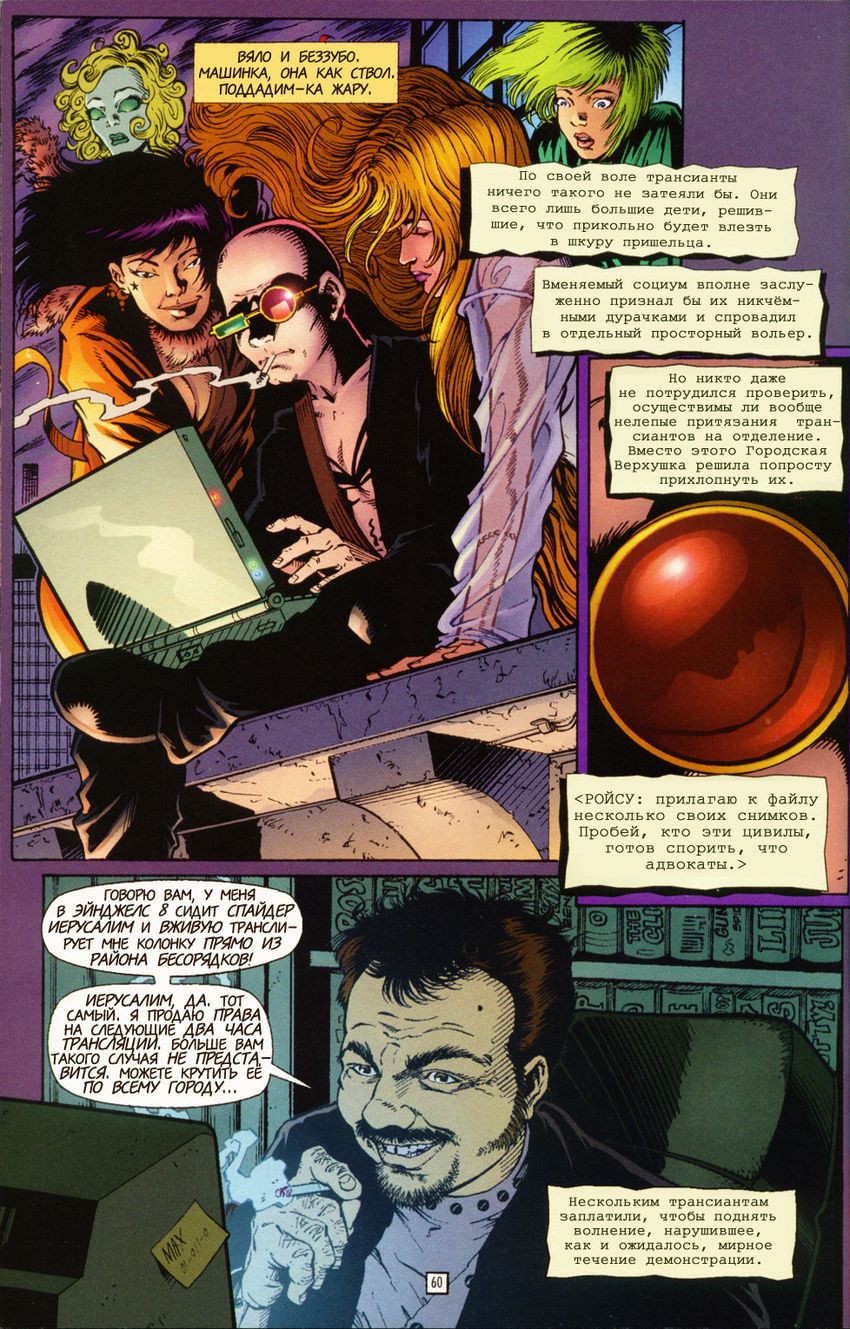 ВЯЛО И БЕЗЗУБО.
МАШИНКА, ОНА КАК СТВОЛ.
ПОДДАДИМ-КА ЖАРУ.
По своей воле трансианты
ничего такого не затеяли бы. Они
всего лишь большие дети, решив-
шие, что прикольно будет влезть
в шкуру пришельца.
Вменяемый социум вполне заслу-
женно признал бы их никчём-
ными дурачками и спровадил
в отдельный просторный вольер.
Но никто даже
не потрудился проверить,
осуществимы ли вообще
нелепые притязания тран-
сиантов на отделение.
Вместо этого Городская
Верхушка решила попросту
прихлопнуть их.
<РОЙСУ: прилагаю к файлу
несколько своих снимков.
Пробей, кто эти цивилы,
готов спорить, что
адвокаты.>
ГОВОРЮ ВАМ, У МЕНЯ
В ЭЙНДЖЕЛС 8 СИДИТ СПАЙДЕР
ИЕРУСАЛИМ И ВЖИВУЮ ТРАНСЛИ-
РУЕТ МНЕ КОЛОНКУ ПРЯМО ИЗ
РАЙОНА БЕСОРЯДКОВ!
ИЕРУСАЛИМ, ДА. ТОТ
САМЫЙ. Я ПРОДАЮ ПРАВА
НА СЛЕДУЮЩИЕ ДВА ЧАСА
ТРАНСЛЯЦИИ. БОЛЬШЕ ВАМ
ТАКОГО СЛУЧАЯ НЕ ПРЕДСТА-
ВИТСЯ. МОЖЕТЕ КРУТИТЬ ЕЁ
ПО ВСЕМУ ГОРОДУ...
THE
MAX
Нескольким трансиантам
заплатили, чтобы поднять
волнение, нарушившее,
как и ожидалось, мирное
течение демонстрации.
60